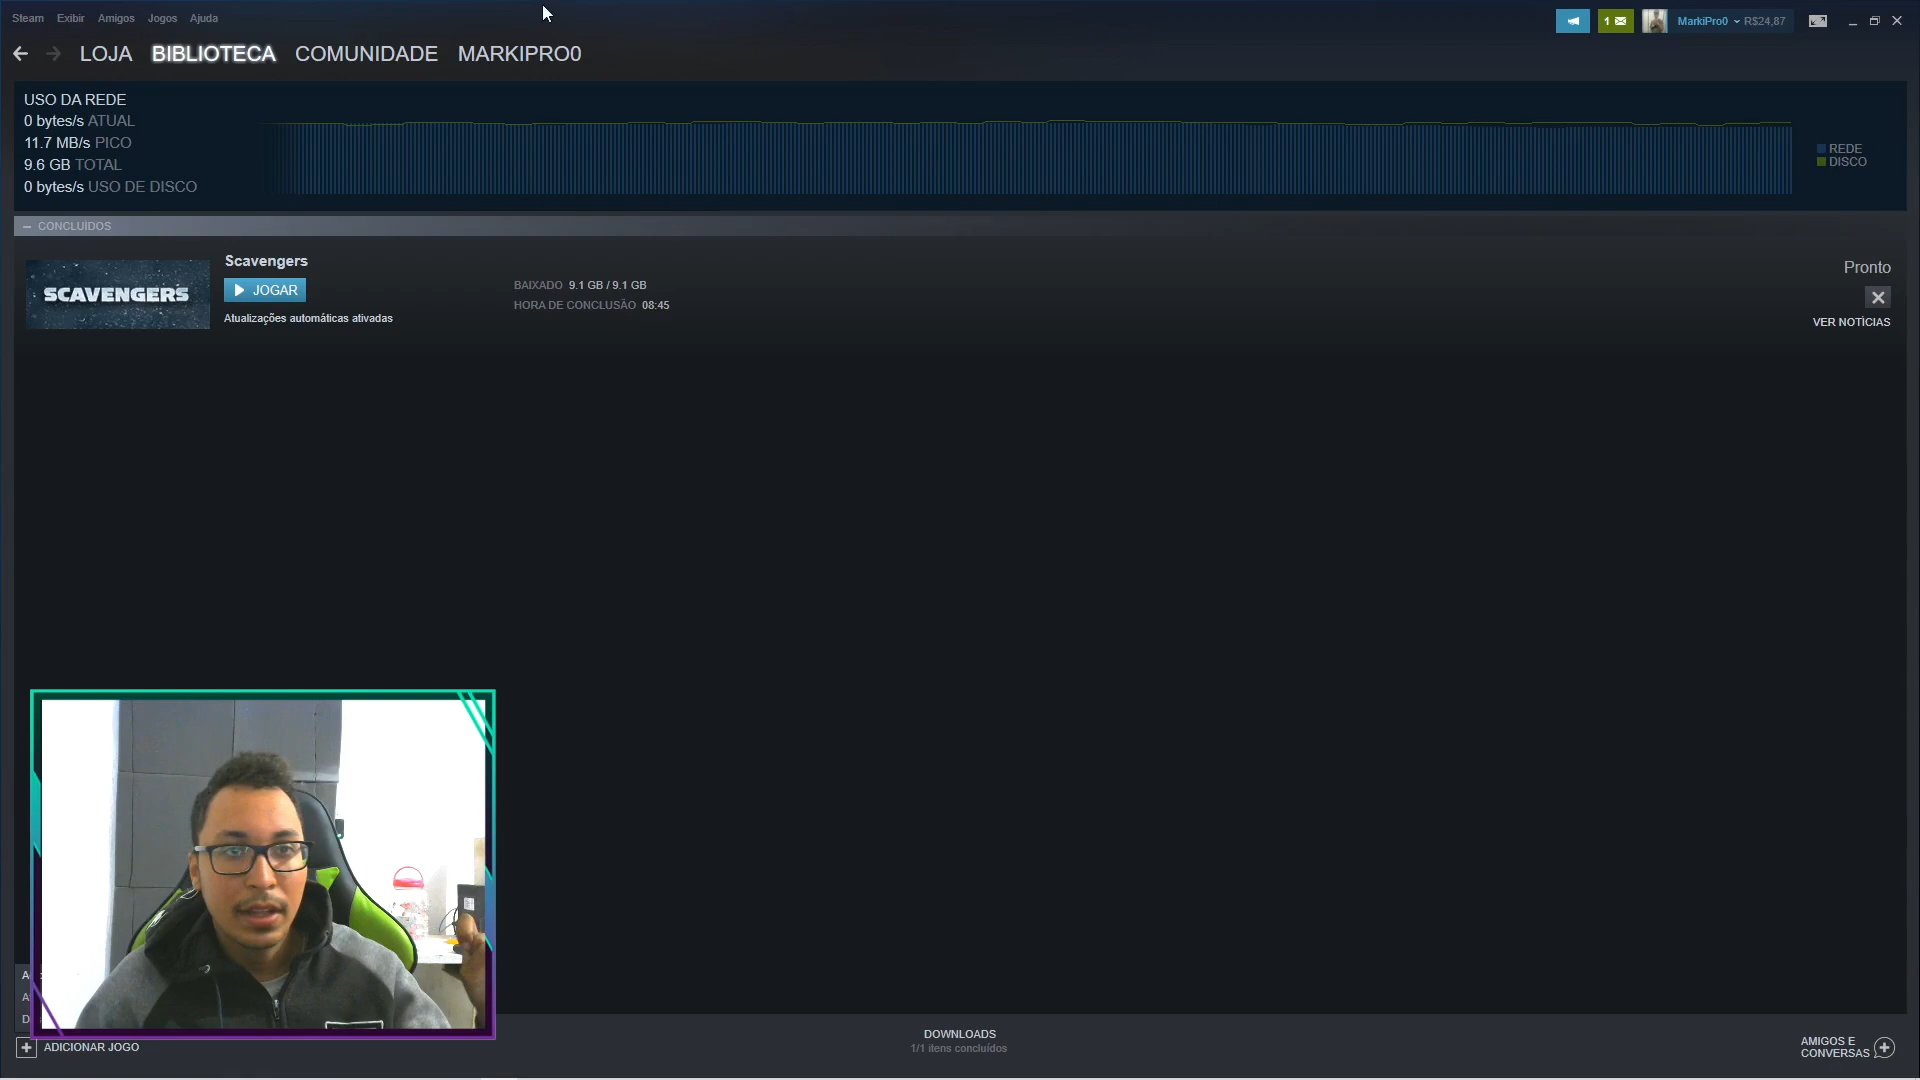 Steam Exibir Amigos Jogos Ajuda
1
MarkiPro0 R$24,87
LOJA BIBLIOTECA COMUNIDADE MARKIPRO0
USO DA REDE
0 bytes/s ATUAL
11.7 MB/s PICO
9.6 GB TOTAL
0 bytes/s USO DE DISCO
REDE
DISCO
CONCLUÍDOS
SCAVENGERS
Scavengers
JOGAR
Atualizações automáticas ativadas
BAIXADO 9.1 GB / 9.1 GB
HORA DE CONCLUSÃO 08:45
Pronto
VER NOTÍCIAS
ADICIONAR JOGO
DOWNLOADS
1/1 itens concluídos
AMIGOS E
CONVERSAS